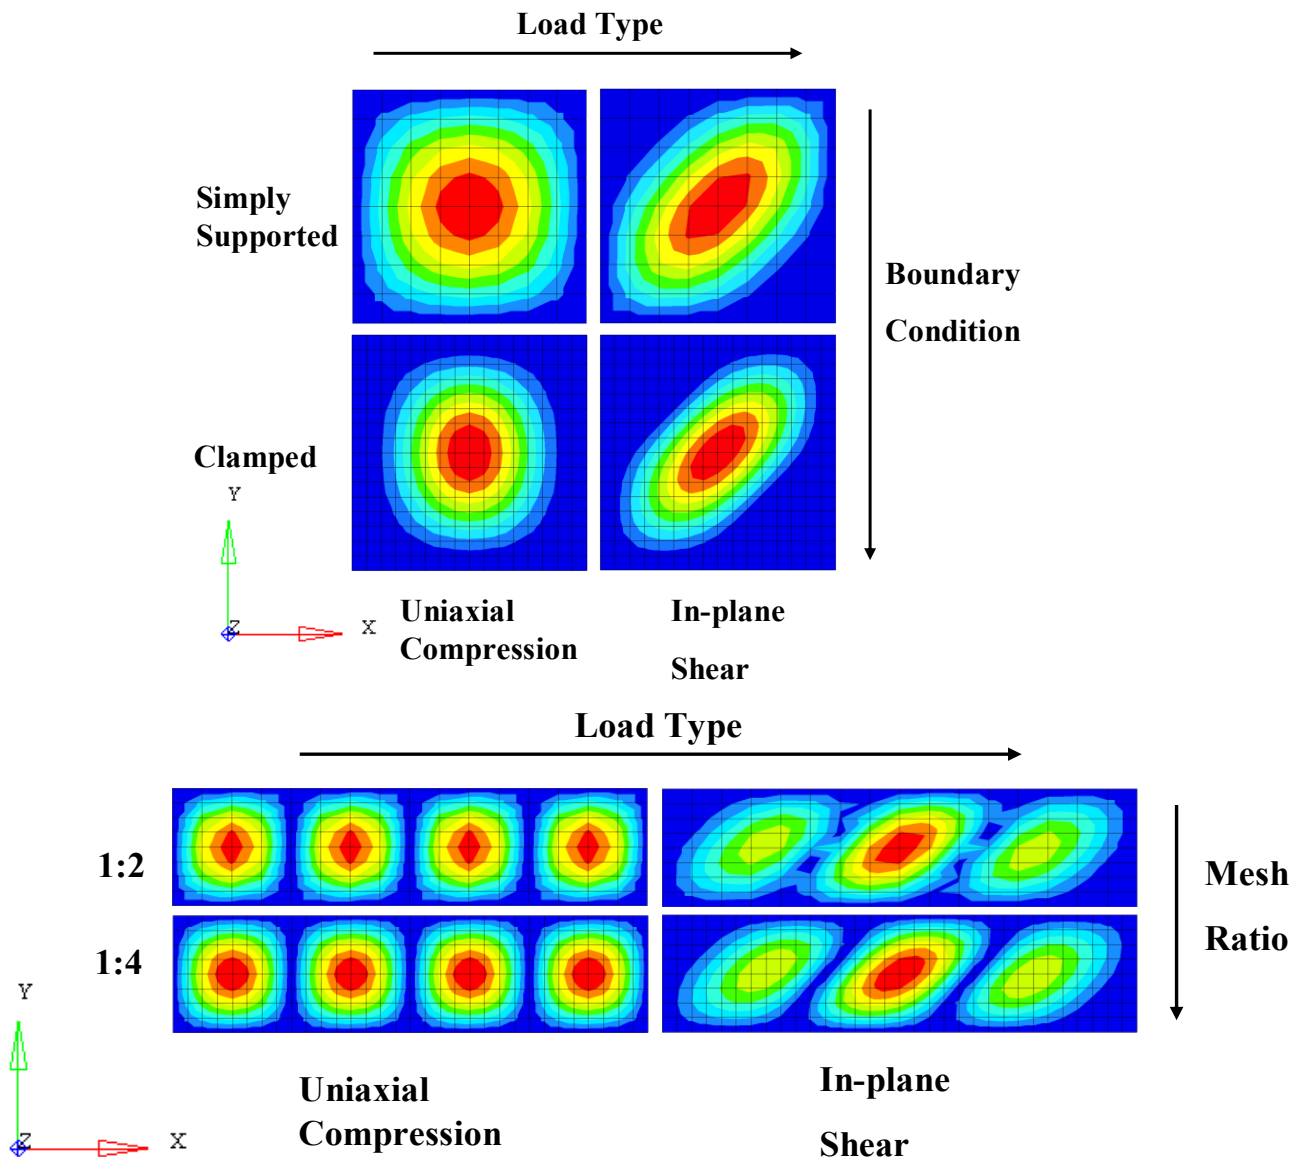 Load Type
Simply
Supported
Boundary
Condition
Clamped
Y
Z
X
Uniaxial
Compression
In-plane
Shear
Load Type
1:2
1:4
Mesh
Ratio
Y
Z
X
Uniaxial
Compression
In-plane
Shear